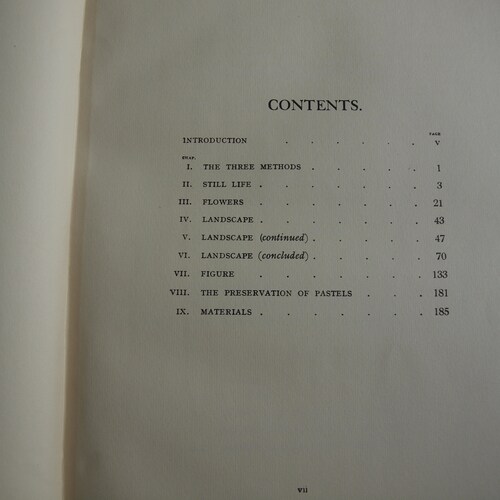 CONTENTS.
PAGE
INTRODUCTION . . . . . . V
CHAP.
I. THE THREE METHODS . . . . . 1
II. STILL LIFE . . . . . . . 3
III. FLOWERS . . . . . . . 21
IV. LANDSCAPE . . . . . . . 43
V. LANDSCAPE (continued) . . . . . 47
VI. LANDSCAPE (concluded) . . . . . 70
VII. FIGURE . . . . . . . 133
VIII. THE PRESERVATION OF PASTELS . . . 181
IX. MATERIALS . . . . . . . 185
vii